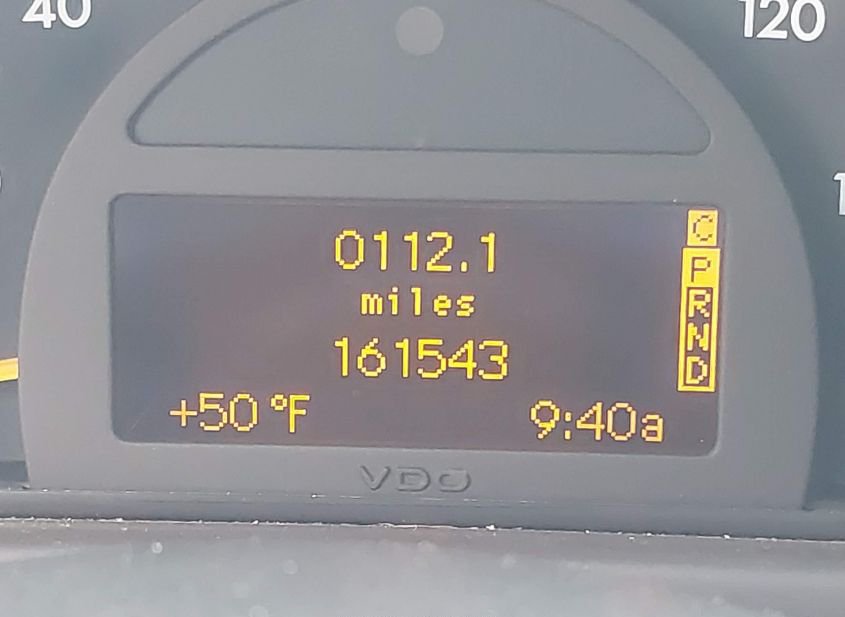 40
120
0112.1
miles
161543
+50 °F
9:40a
C
P
R
N
D
VDO